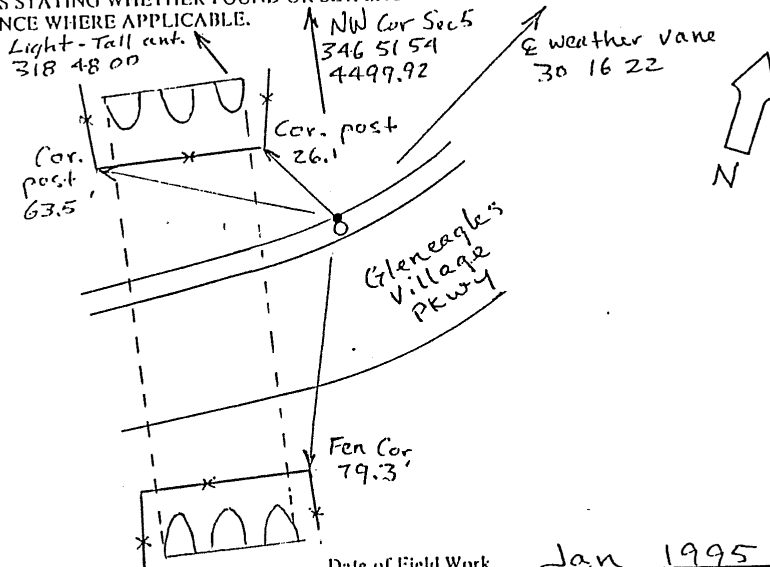 S STATING WHETHER FOUND OR
NCE WHERE APPLICABLE.
Light - Tall ant.
318 48 00
NW Cor Sec 5
346 51 54
4499.92
℄ weather vane
30 16 22
N
Cor. post
26.1
Cor.
post
63.5'
Gleneagles
Village
PKWY
Fen Cor
79.3'
Date of Field Work Jan 1995